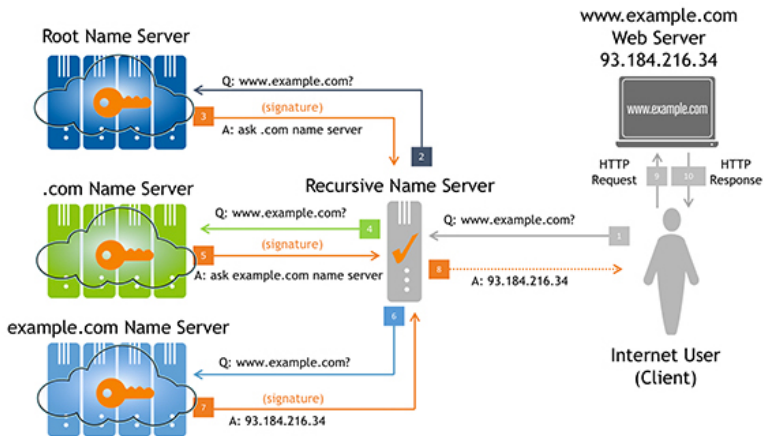 www.example.com
Web Server
93.184.216.34
www.example.com
Root Name Server
Q: www.example.com?
3
(signature)
A: ask .com name server
2
HTTP
Request
9
10
HTTP
Response
.com Name Server
Recursive Name Server
Q: www.example.com?
4
Q: www.example.com?
1
5
(signature)
A: ask example.com name server
8
A: 93.184.216.34
example.com Name Server
6
Q: www.example.com?
7
(signature)
A: 93.184.216.34
Internet User
(Client)